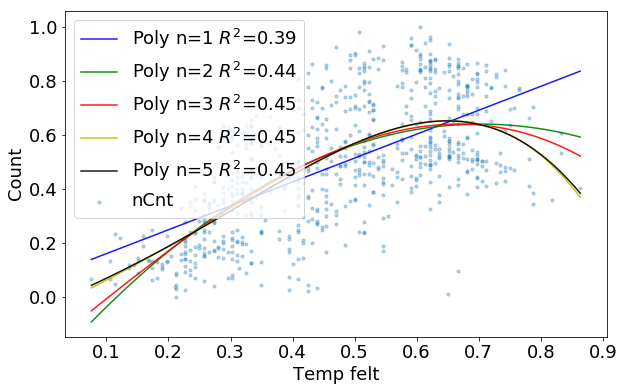 1.0
0.8
0.6
0.4
0.2
0.0
Count
Poly n=1 R²=0.39
Poly n=2 R²=0.44
Poly n=3 R²=0.45
Poly n=4 R²=0.45
Poly n=5 R²=0.45
nCnt
0.1 0.2 0.3 0.4 0.5 0.6 0.7 0.8 0.9
Temp felt